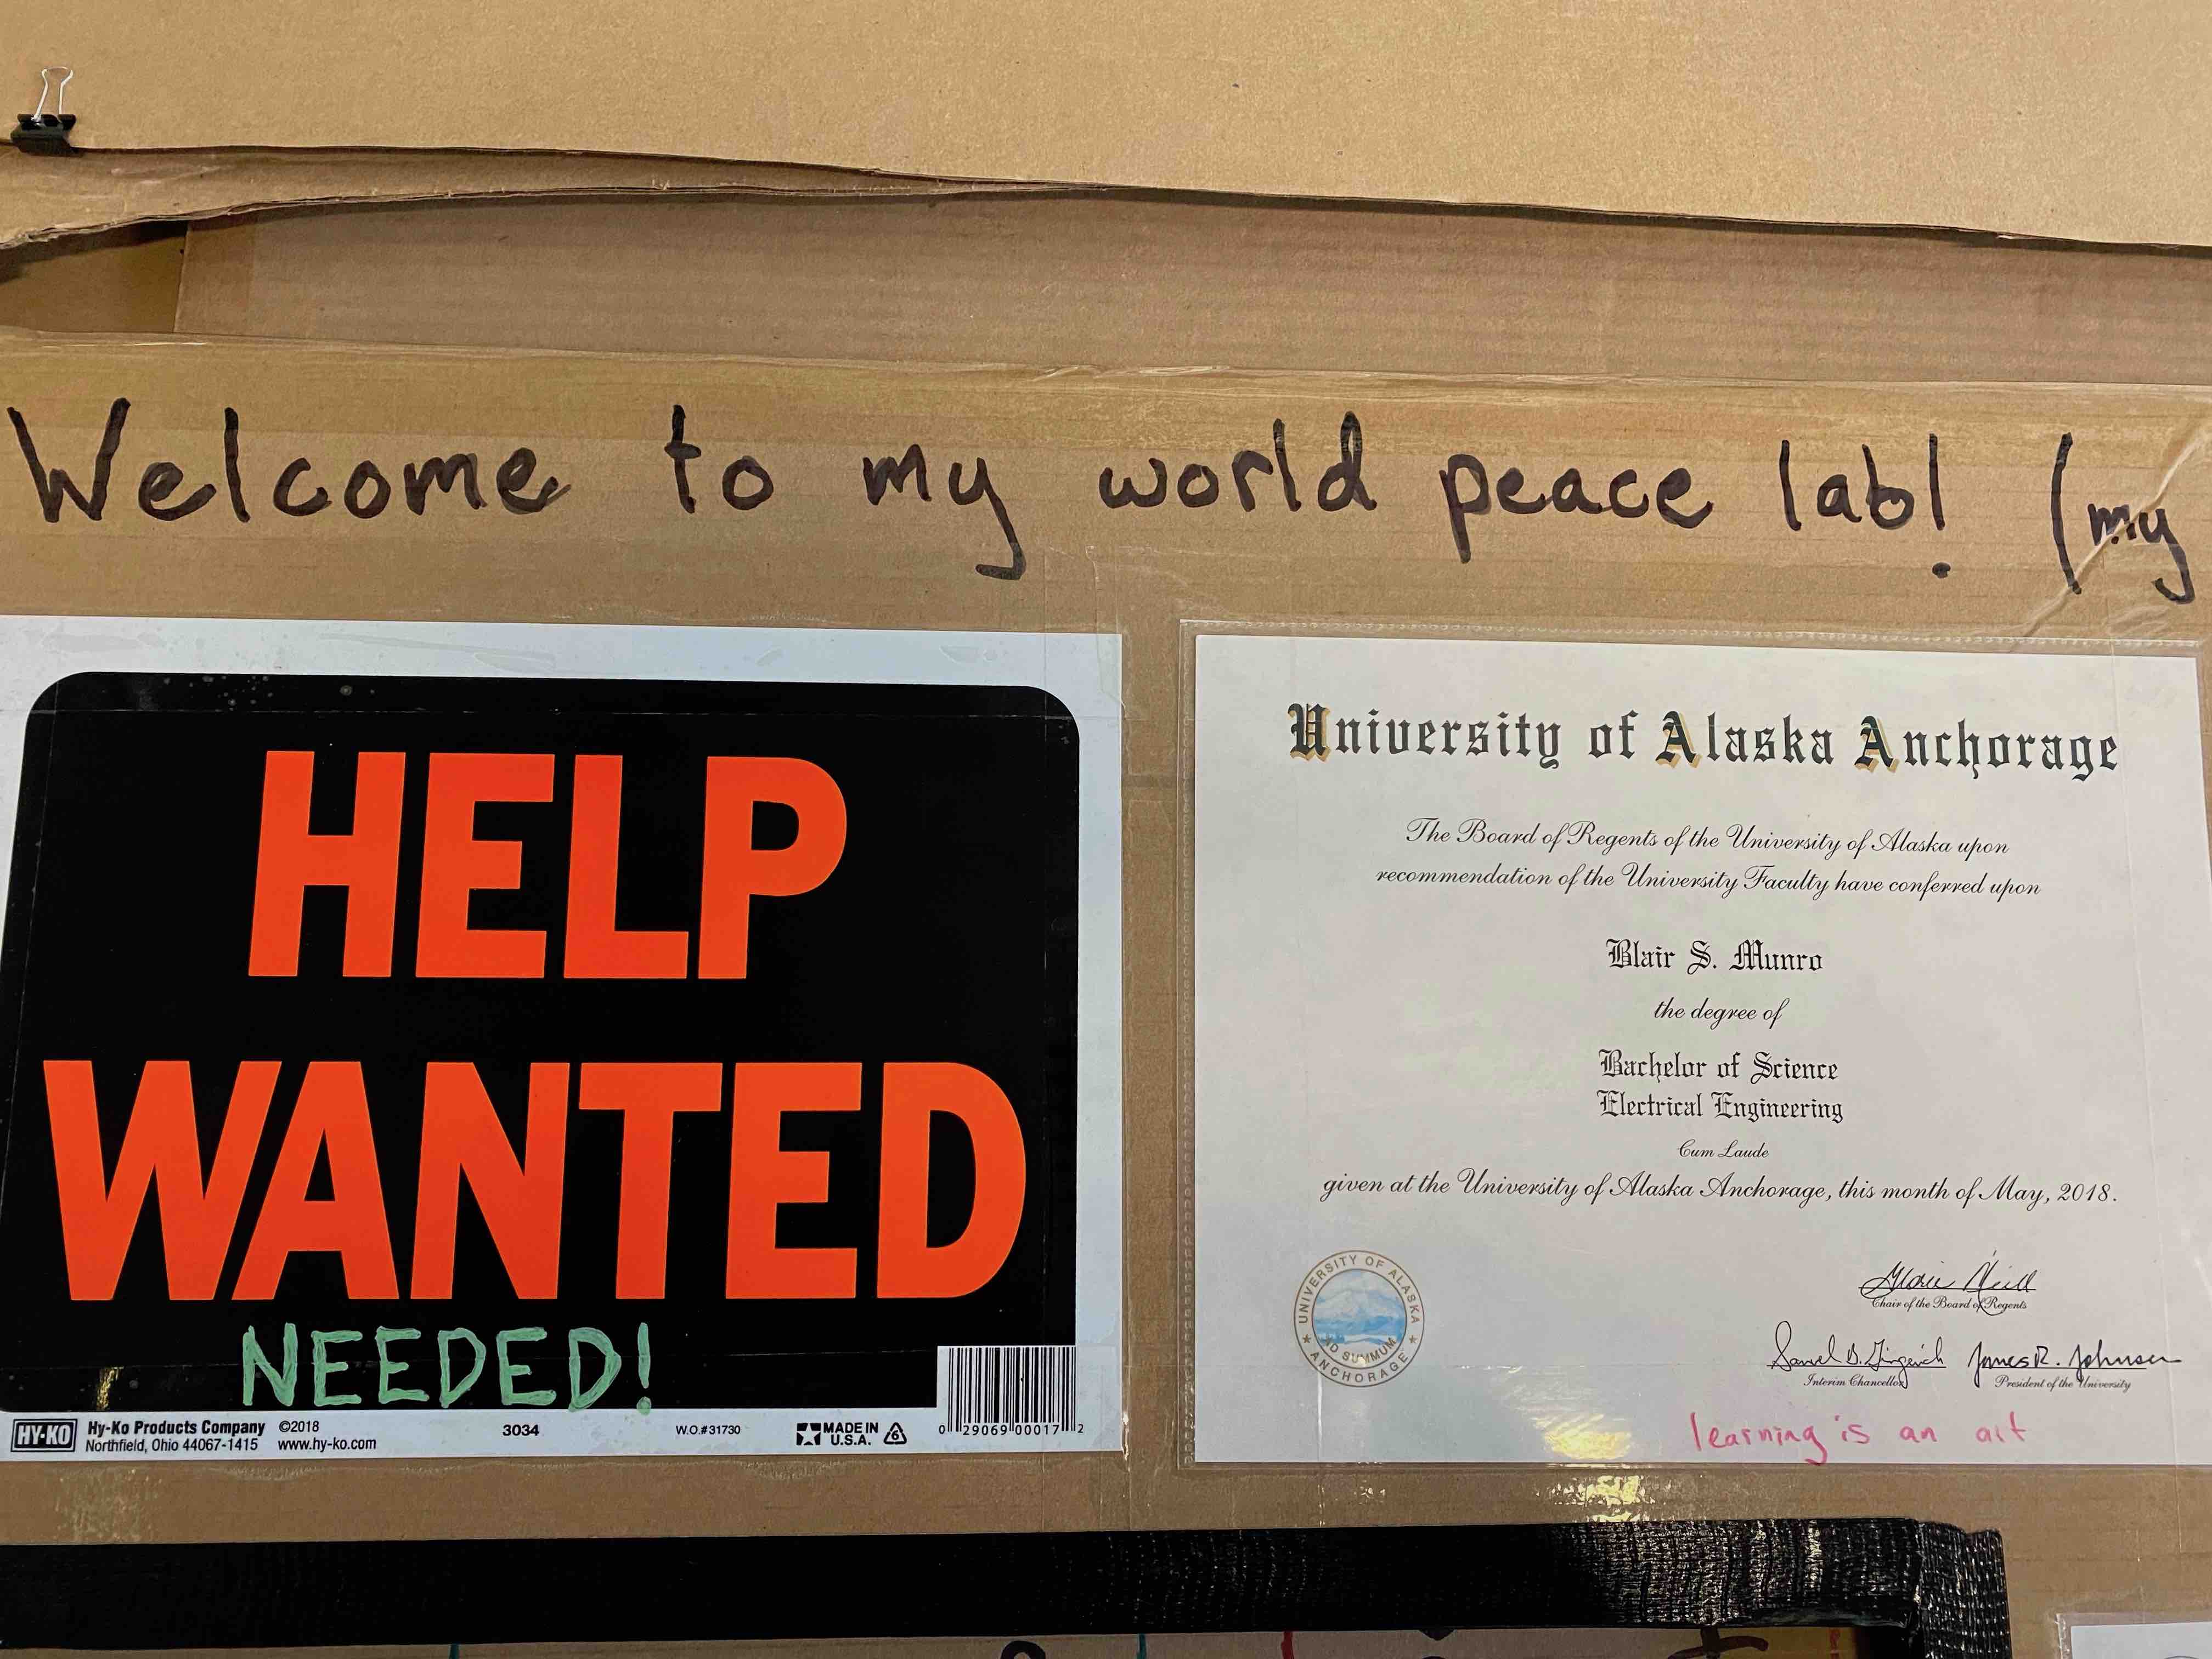 Welcome to my world peace lab! (my
HELP
WANTED
NEEDED!
HY-KO
Hy-Ko Products Company ©2018
Northfield, Ohio 44067-1415 www.hy-ko.com
3034
W.O.#31730
MADE IN
U.S.A.
6
0 29069 00017 2
University of Alaska Anchorage
The Board of Regents of the University of Alaska upon
recommendation of the University Faculty have conferred upon
Blair S. Munro
the degree of
Bachelor of Science
Electrical Engineering
Cum Laude
given at the University of Alaska Anchorage, this month of May, 2018.
UNIVERSITY OF ALASKA
AD SUMMUM
ANCHORAGE
Chair of the Board of Regents
Interim Chancellor
James R. Johnsen
President of the University
learning is an art